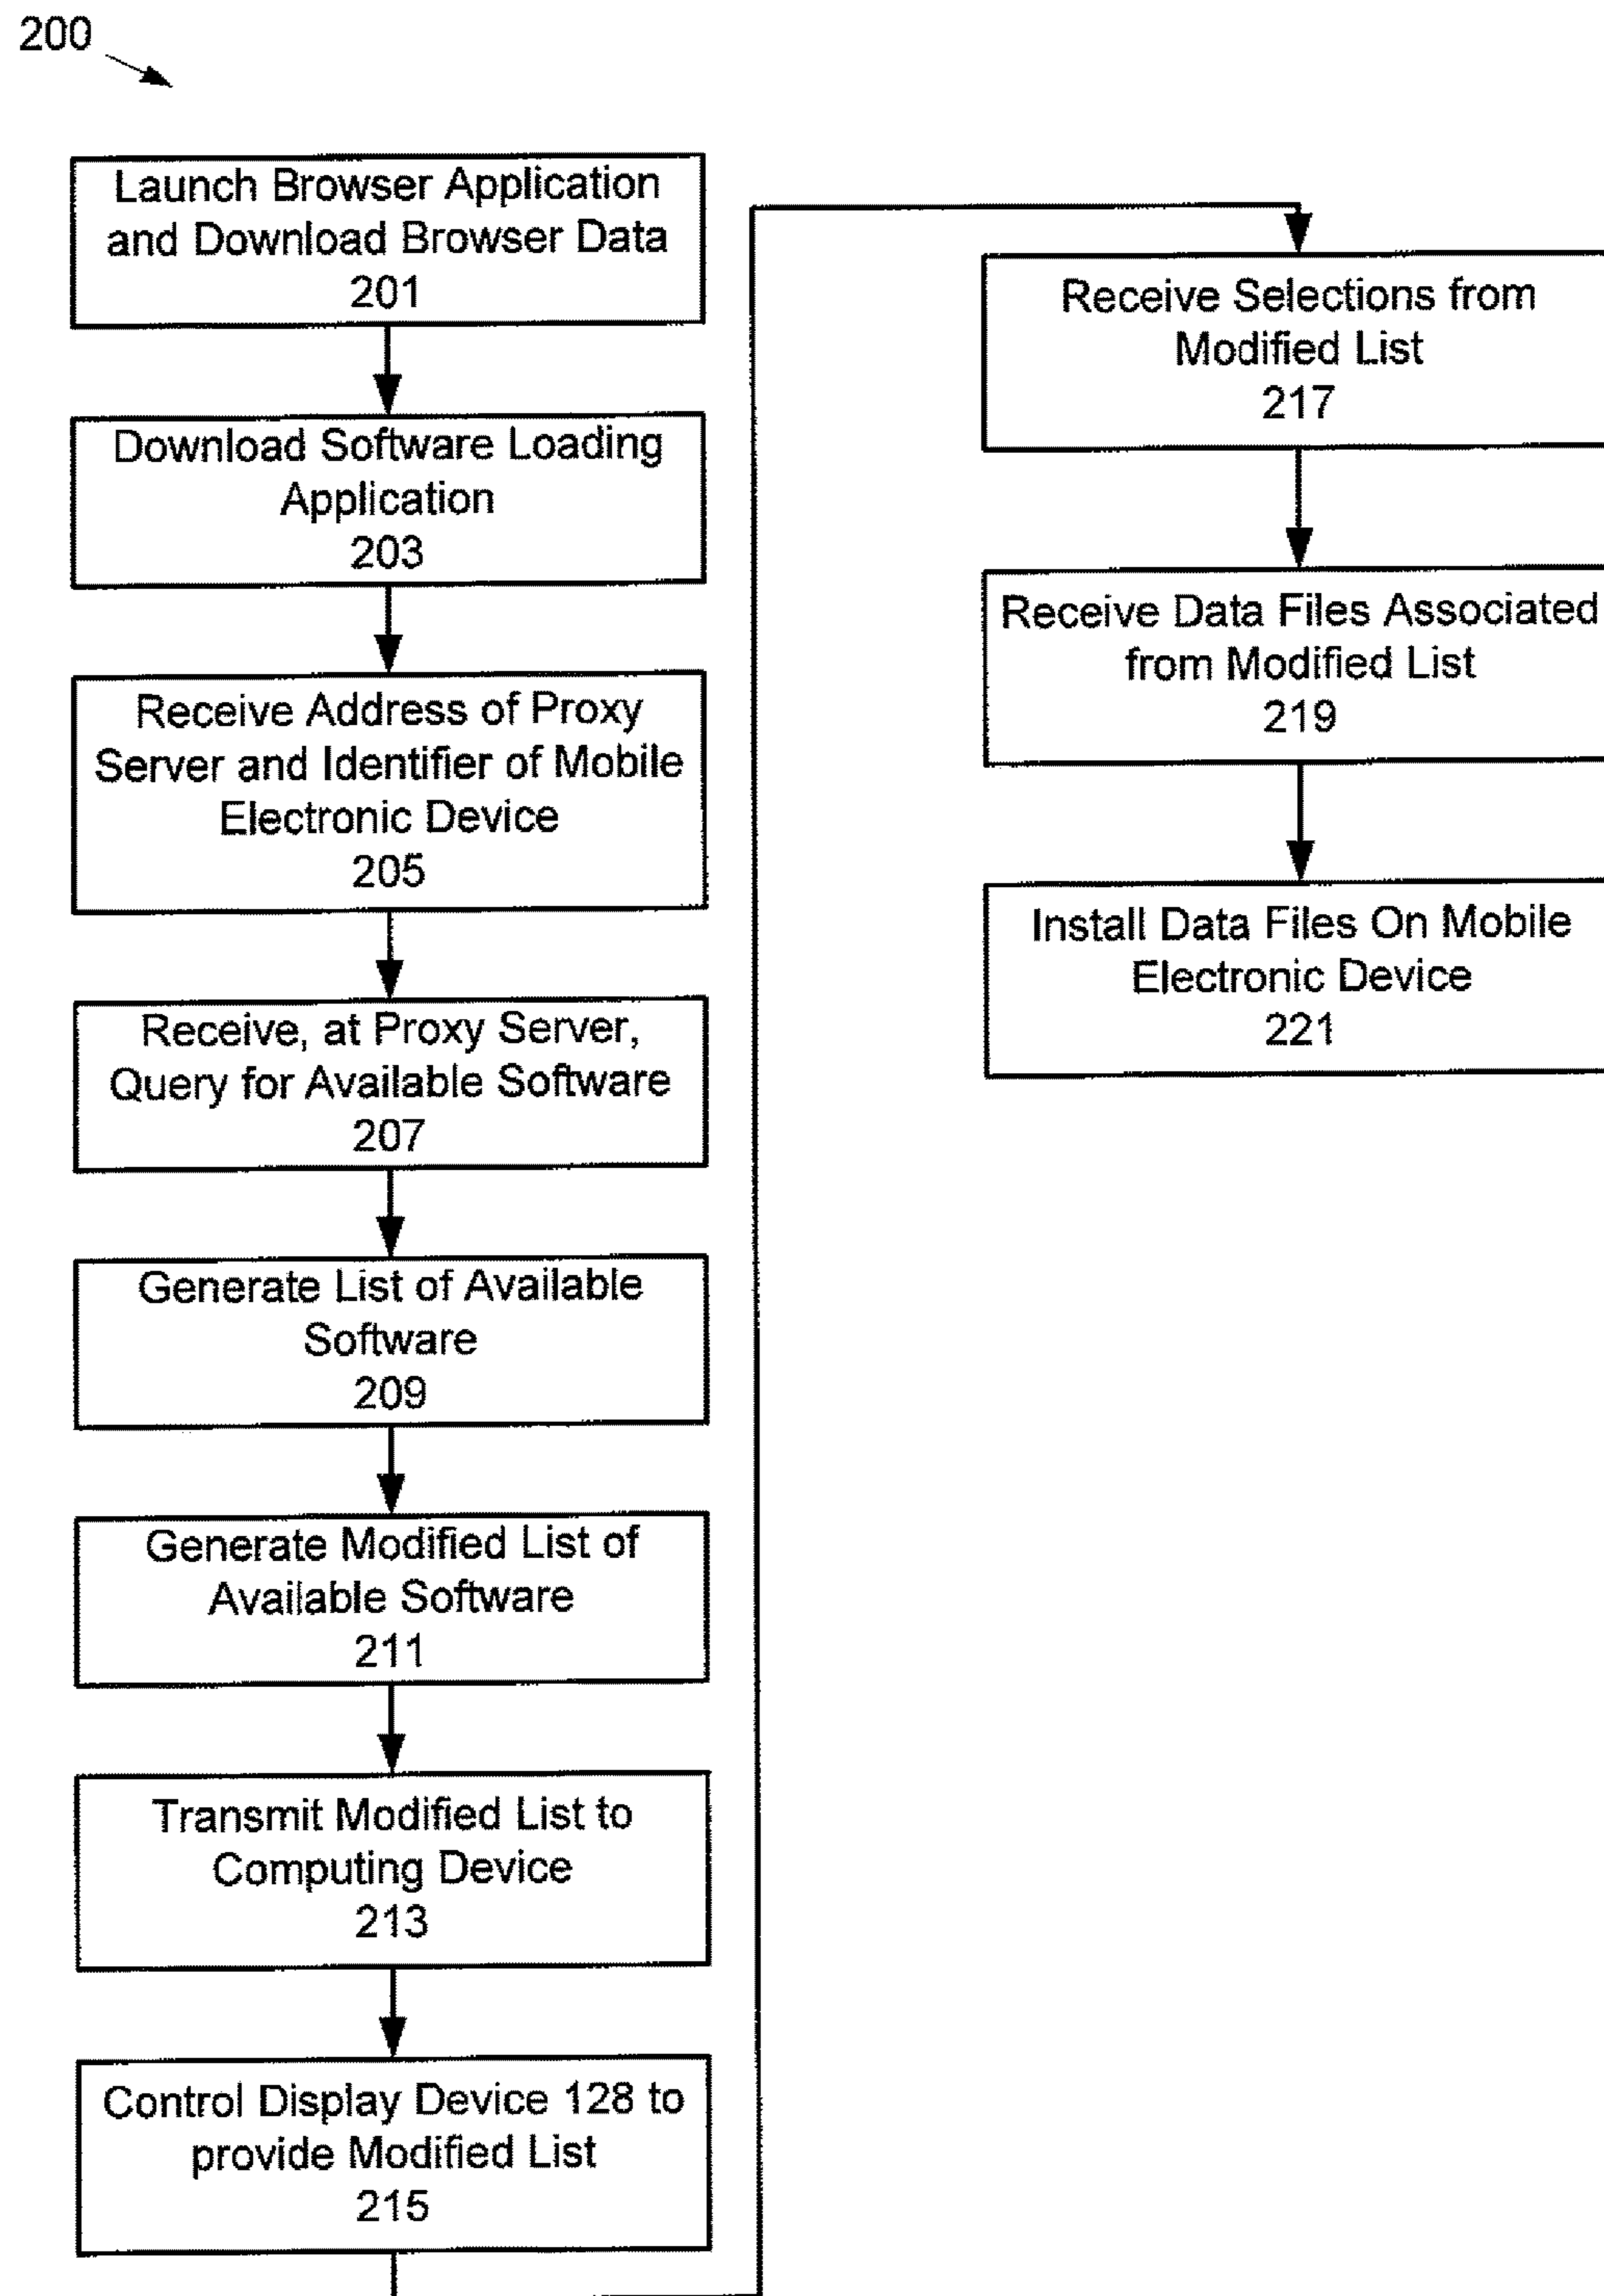 200
Launch Browser Application
and Download Browser Data
201
Download Software Loading
Application
203
Receive Address of Proxy
Server and Identifier of Mobile
Electronic Device
205
Receive, at Proxy Server,
Query for Available Software
207
Generate List of Available
Software
209
Generate Modified List of
Available Software
211
Transmit Modified List to
Computing Device
213
Control Display Device 128 to
provide Modified List
215
Receive Selections from
Modified List
217
Receive Data Files Associated
from Modified List
219
Install Data Files On Mobile
Electronic Device
221